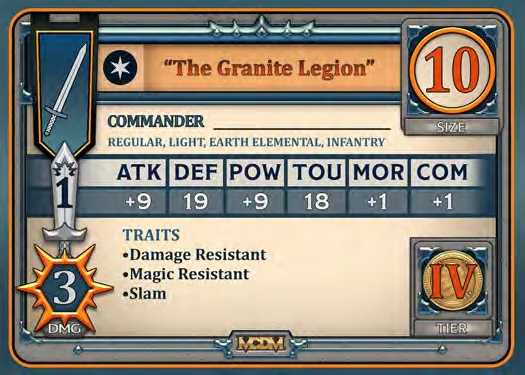 "The Granite Legion"
10
SIZE
COMMANDER
REGULAR, LIGHT, EARTH ELEMENTAL, INFANTRY
ATK DEF POW TOU MOR COM
1
+9 19 +9 18 +1 +1
TRAITS
•Damage Resistant
•Magic Resistant
•Slam
3
DMG
IV
TIER
MCDM